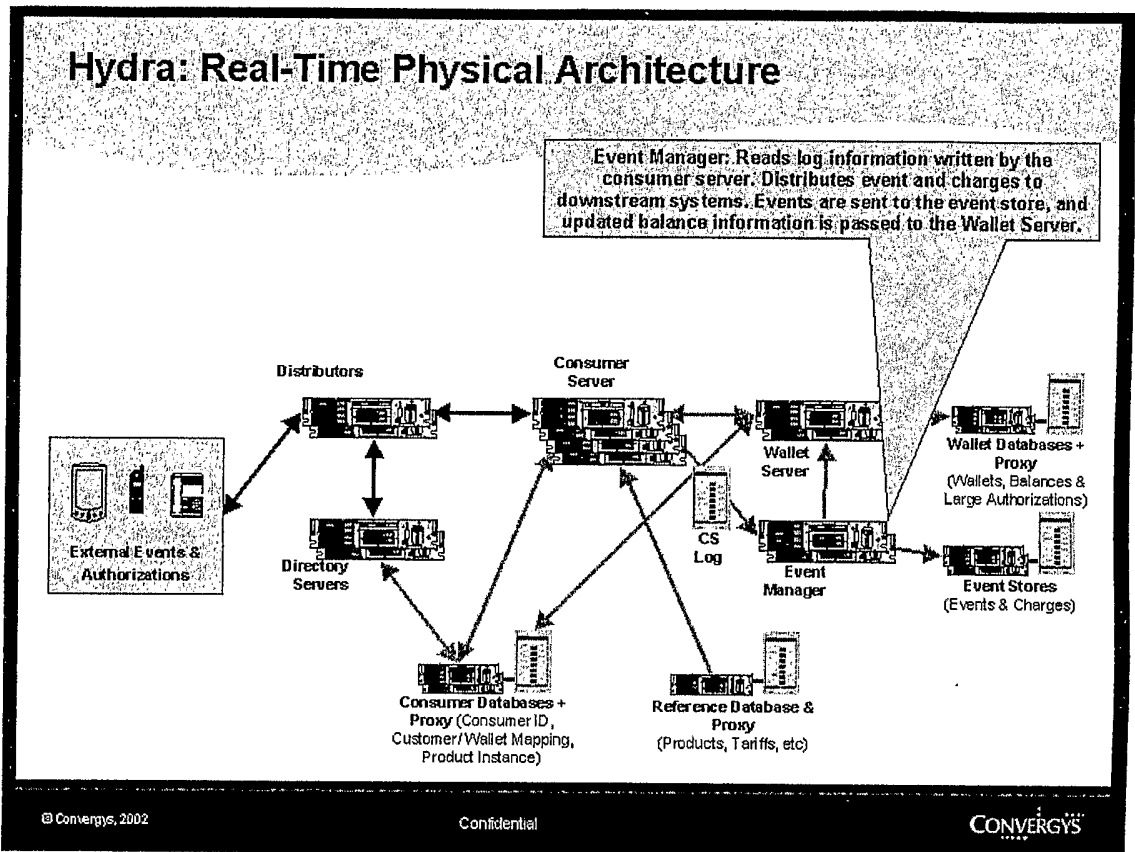 Hydra: Real-Time Physical Architecture
Event Manager: Reads log information written by the
consumer server. Distributes event and charges to
downstream systems. Events are sent to the event store, and
updated balance information is passed to the Wallet Server.
Distributors
Consumer
Server
Wallet
Server
Wallet Databases +
Proxy
(Wallets, Balances &
Large Authorizations)
External Events &
Authorizations
Directory
Servers
CS
Log
Event
Manager
Event Stores
(Events & Charges)
Consumer Databases +
Proxy (Consumer ID,
Customer/Wallet Mapping,
Product Instance)
Reference Database &
Proxy
(Products, Tariffs, etc)
© Convergys, 2002
Confidential
CONVERGYS